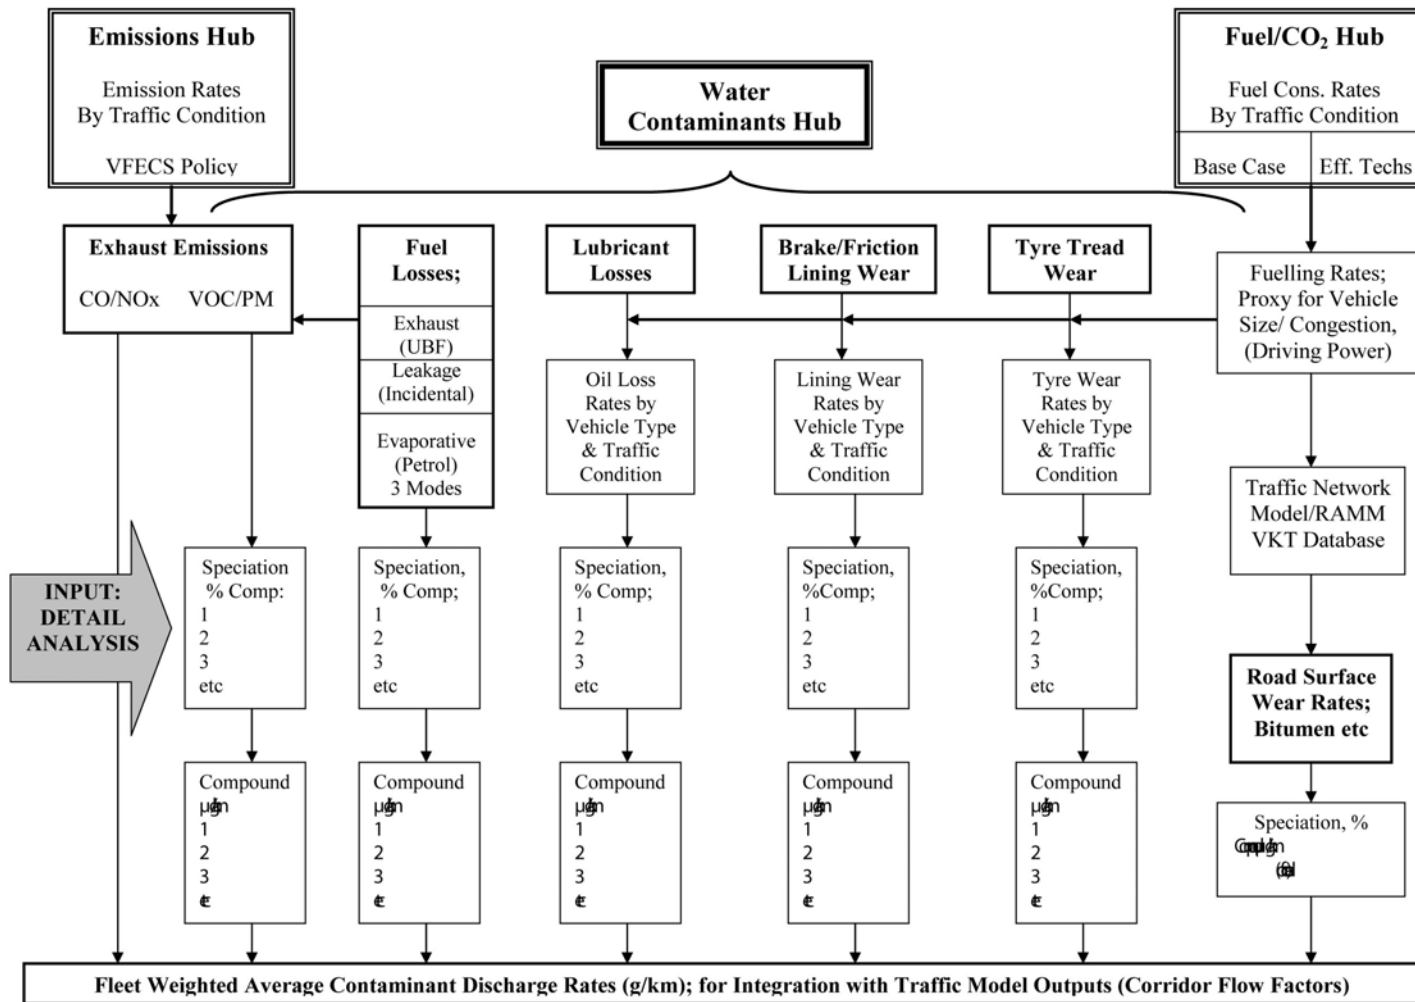 Emissions Hub
Emission Rates
By Traffic Condition
VFECS Policy
Water
Contaminants Hub
Fuel/CO₂ Hub
Fuel Cons. Rates
By Traffic Condition
Base Case
Eff. Techs
Exhaust Emissions
CO/NOx VOC/PM
Fuel
Losses;
Exhaust
(UBF)
Leakage
(Incidental)
Evaporative
(Petrol)
3 Modes
Lubricant
Losses
Brake/Friction
Lining Wear
Tyre Tread
Wear
Fuelling Rates;
Proxy for Vehicle
Size/ Congestion,
(Driving Power)
Oil Loss
Rates by
Vehicle Type
& Traffic
Condition
Lining Wear
Rates by
Vehicle Type
& Traffic
Condition
Tyre Wear
Rates by
Vehicle Type
& Traffic
Condition
Traffic Network
Model/RAMM
VKT Database
INPUT:
DETAIL
ANALYSIS
Speciation
% Comp:
1
2
3
etc
Speciation,
% Comp;
1
2
3
etc
Speciation,
% Comp;
1
2
3
etc
Speciation,
%Comp;
1
2
3
etc
Speciation,
%Comp;
1
2
3
etc
Road Surface
Wear Rates;
Bitumen etc
Compound
1
2
3
etc
Compound
1
2
3
etc
Compound
1
2
3
etc
Compound
1
2
3
etc
Compound
1
2
3
etc
Speciation, %
Fleet Weighted Average Contaminant Discharge Rates (g/km); for Integration with Traffic Model Outputs (Corridor Flow Factors)